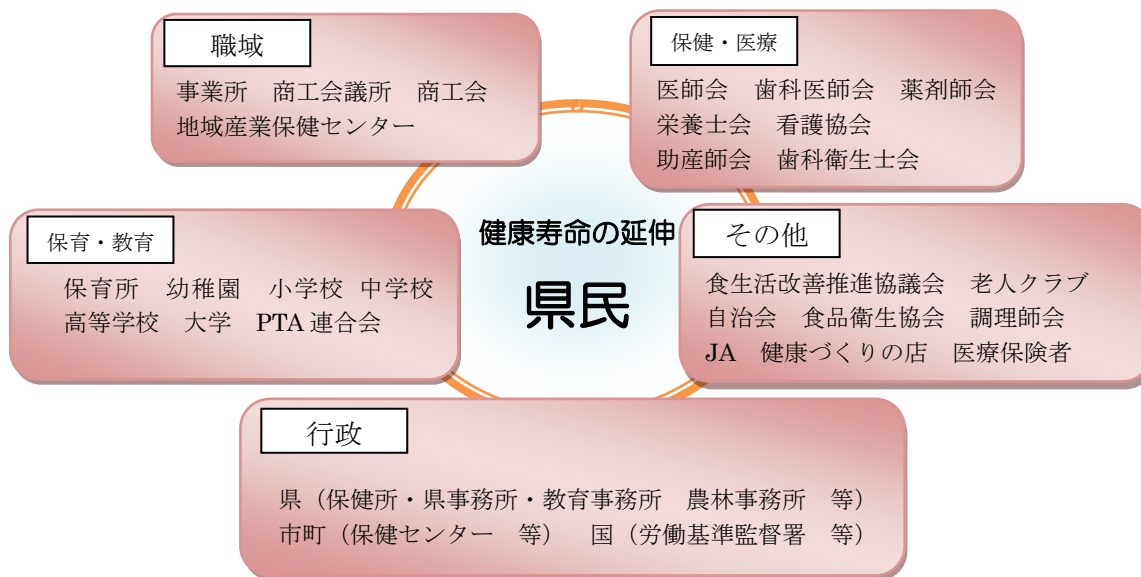 職域
事業所　商工会議所　商工会
地域産業保健センター
保健・医療
医師会　歯科医師会　薬剤師会
栄養士会　看護協会
助産師会　歯科衛生士会
健康寿命の延伸
県民
保育・教育
保育所　幼稚園　小学校　中学校
高等学校　大学　PTA連合会
その他
食生活改善推進協議会　老人クラブ
自治会　食品衛生協会　調理師会
JA　健康づくりの店　医療保険者
行政
県（保健所・県事務所・教育事務所　農林事務所　等）
市町（保健センター　等）　国（労働基準監督署　等）